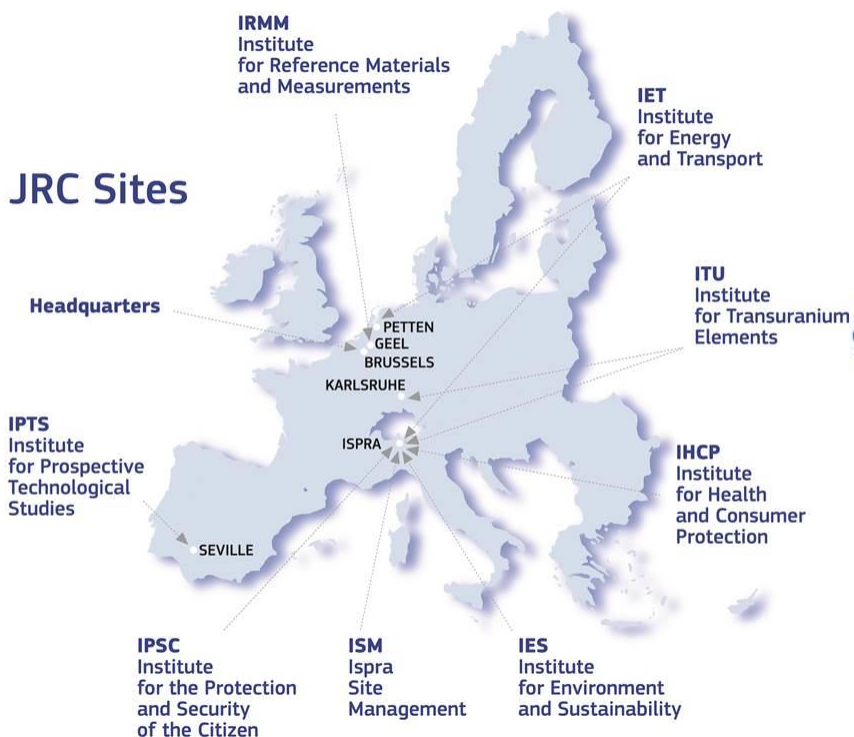 IRMM
Institute
for Reference Materials
and Measurements
IET
Institute
for Energy
and Transport
JRC Sites
ITU
Institute
for Transuranium
Elements
Headquarters
PETTEN
GEEL
BRUSSELS
KARLSRUHE
ISPRA
SEVILLE
IPTS
Institute
for Prospective
Technological
Studies
IHCP
Institute
for Health
and Consumer
Protection
IPSC
Institute
for the Protection
and Security
of the Citizen
ISM
Ispra
Site
Management
IES
Institute
for Environment
and Sustainability